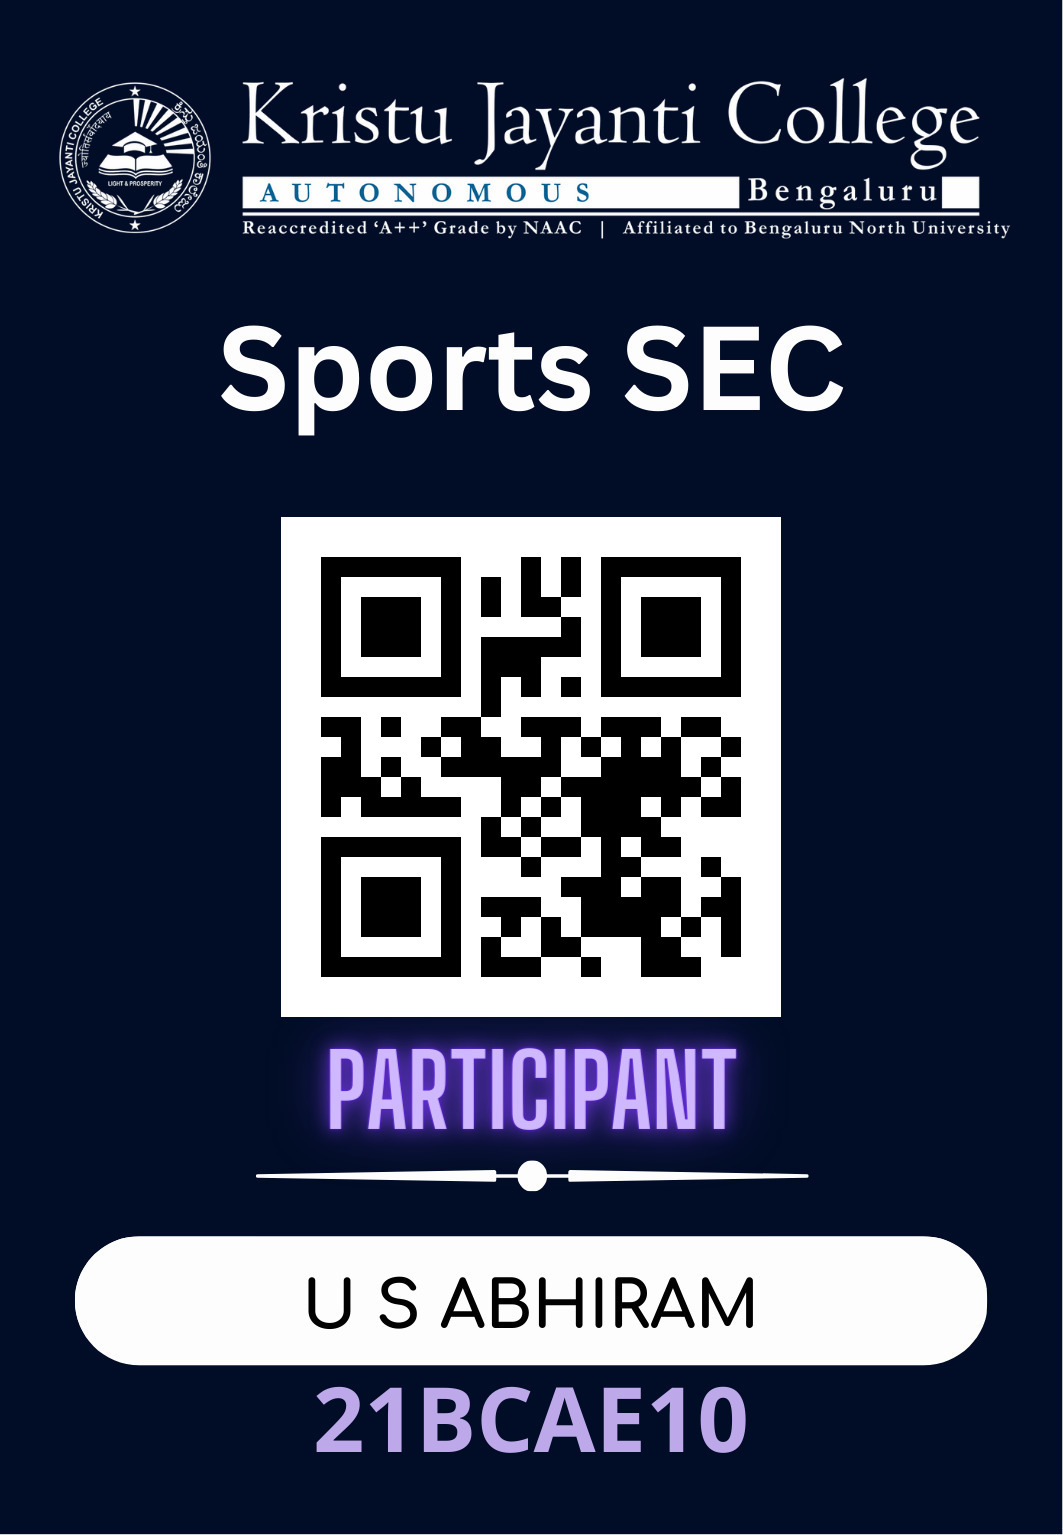 KRISTU JAYANTI COLLEGE
ಕ್ರಿಸ್ತು ಜಯಂತಿ ಕಾಲೇಜು
LIGHT & PROSPERITY
Kristu Jayanti College
AUTONOMOUS Bengaluru
Reaccredited ‘A++’ Grade by NAAC | Affiliated to Bengaluru North University
Sports SEC
PARTICIPANT
U S ABHIRAM
21BCAE10